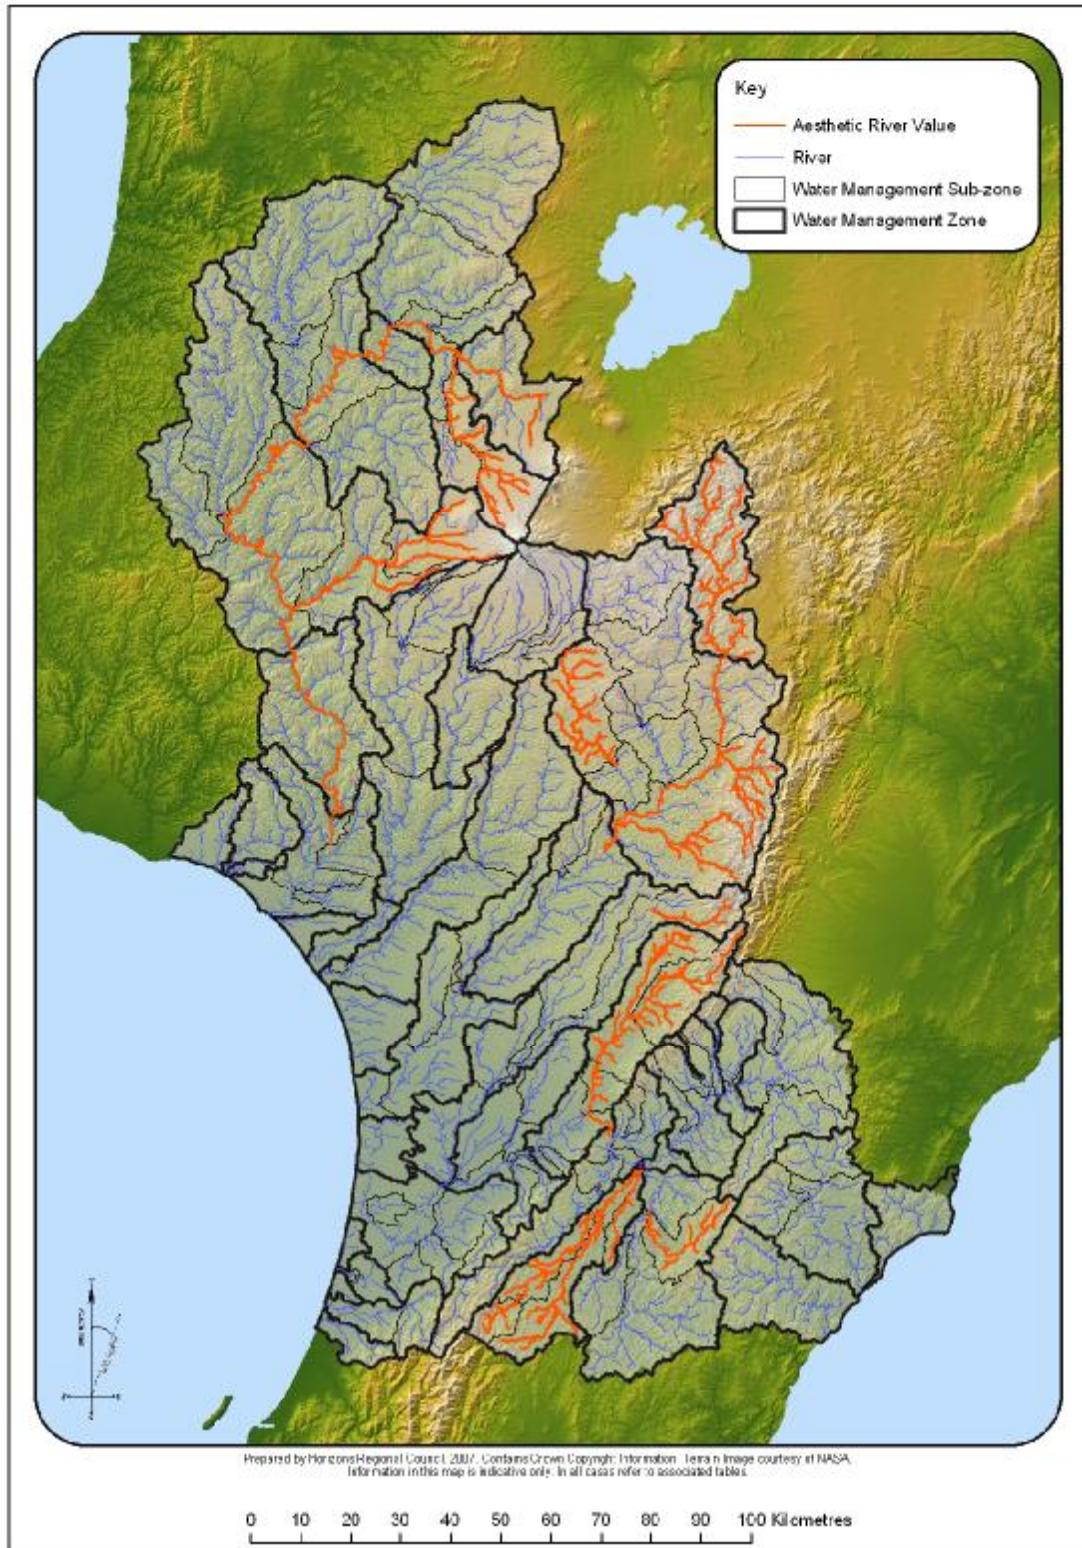 Key
Aesthetic River Value
River
Water Management Sub-zone
Water Management Zone
Prepared by Horizons Regional Council, 2007. Contains Crown Copyright Information. Terrain Image courtesy of NASA.
Information in this map is indicative only. In all cases refer to associated tables.
0 10 20 30 40 50 60 70 80 90 100 Kilometres